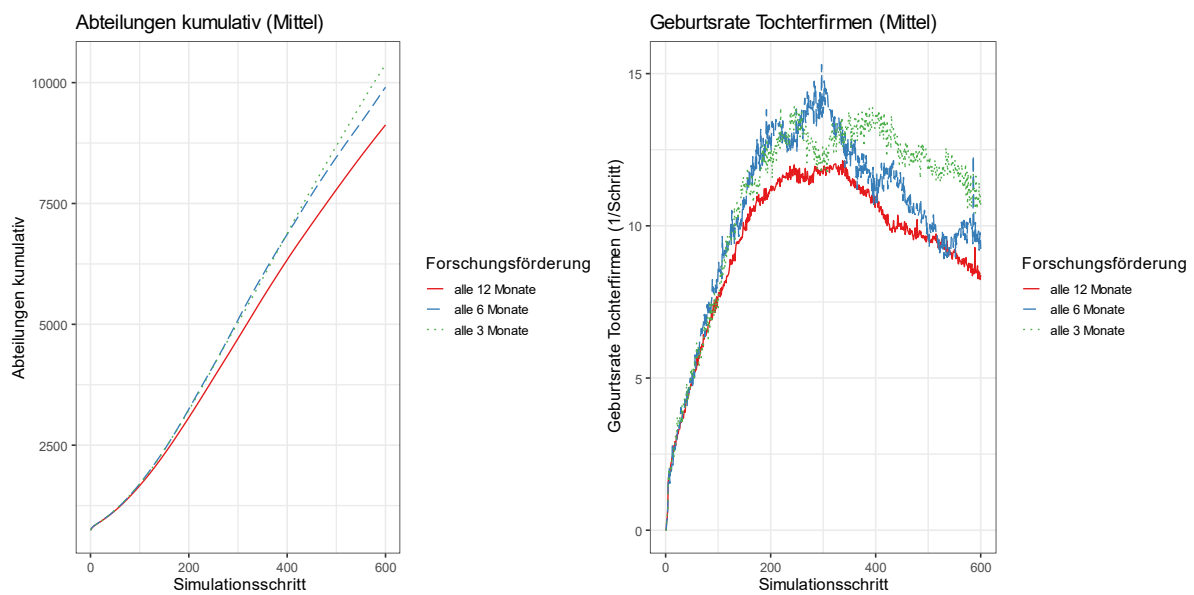 Abteilungen kumulativ (Mittel)
Abteilungen kumulativ
10000
7500
5000
2500
0
200
400
600
Simulationsschritt
Forschungsförderung
alle 12 Monate
alle 6 Monate
alle 3 Monate
Geburtsrate Tochterfirmen (Mittel)
Geburtsrate Tochterfirmen (1/Schritt)
15
10
5
0
0
200
400
600
Simulationsschritt
Forschungsförderung
alle 12 Monate
alle 6 Monate
alle 3 Monate